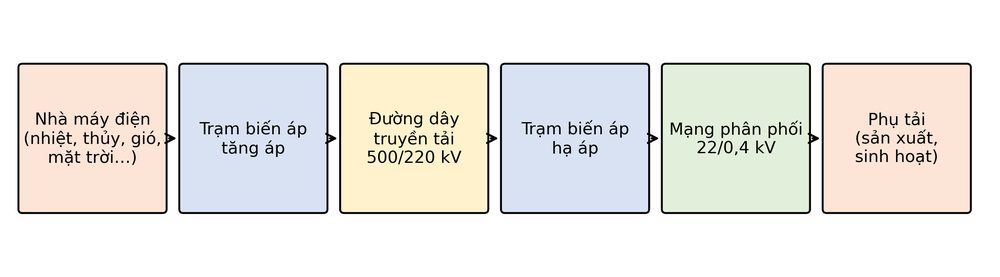 Nhà máy điện
(nhiệt, thủy, gió,
mặt trời...)
Trạm biến áp
tăng áp
Đường dây
truyền tải
500/220 kV
Trạm biến áp
hạ áp
Mạng phân phối
22/0,4 kV
Phụ tải
(sản xuất,
sinh hoạt)